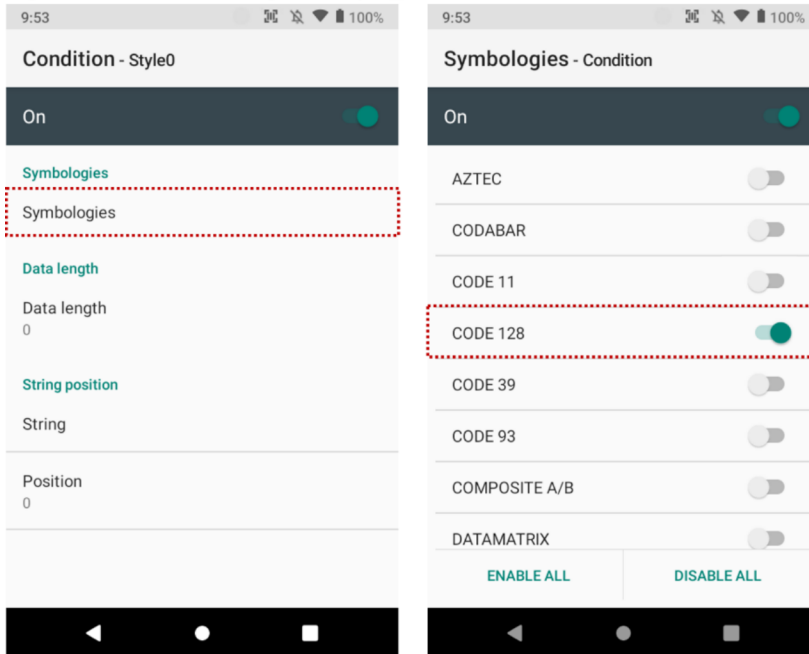 9:53
100%
Condition - Style0
On
Symbologies
Symbologies
Data length
Data length
0
String position
String
Position
0
9:53
100%
Symbologies - Condition
On
AZTEC
CODABAR
CODE 11
CODE 128
CODE 39
CODE 93
COMPOSITE A/B
DATAMATRIX
ENABLE ALL
DISABLE ALL